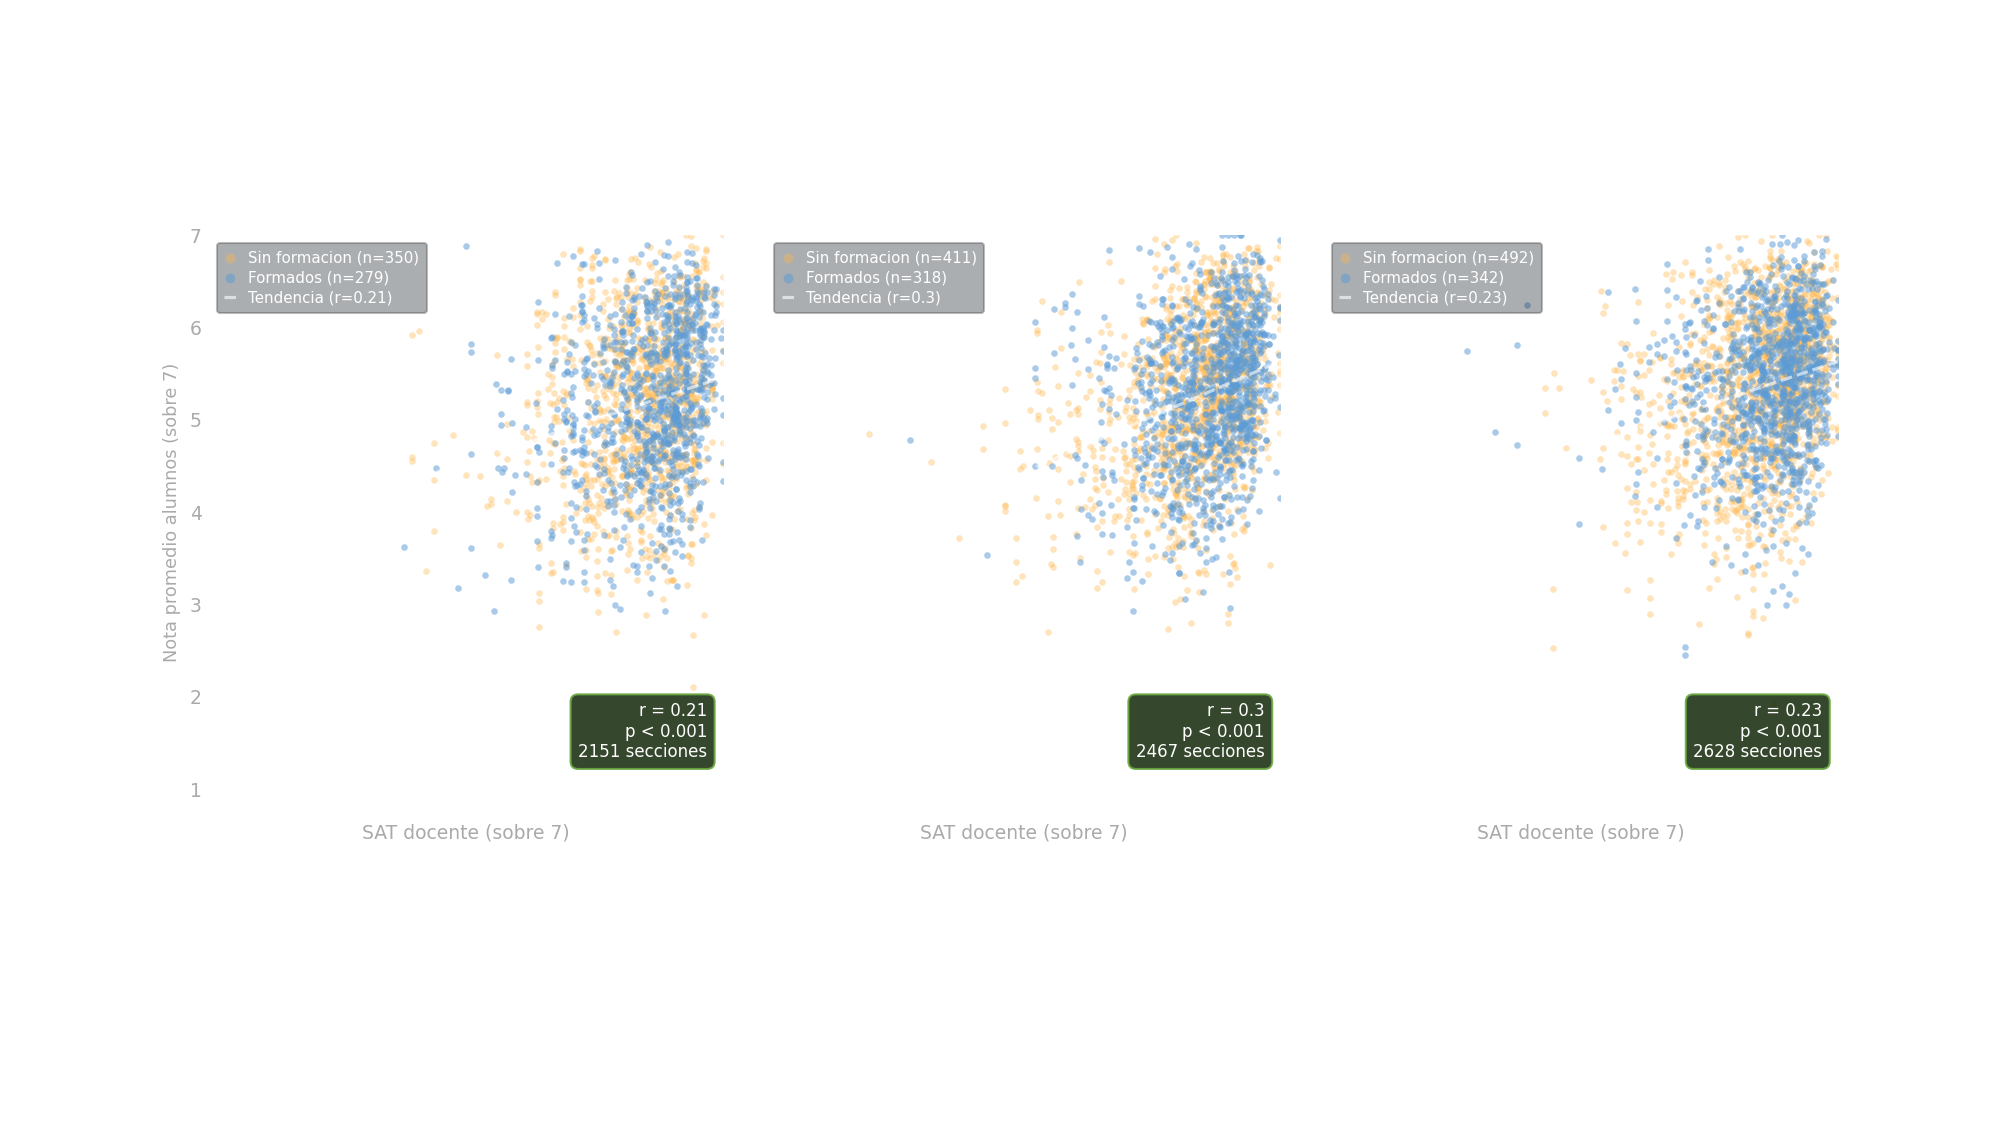 7
6
5
4
3
2
1
Nota promedio alumnos (sobre 7)
Sin formacion (n=350)
Formados (n=279)
Tendencia (r=0.21)
r = 0.21
p < 0.001
2151 secciones
SAT docente (sobre 7)
Sin formacion (n=411)
Formados (n=318)
Tendencia (r=0.3)
r = 0.3
p < 0.001
2467 secciones
SAT docente (sobre 7)
Sin formacion (n=492)
Formados (n=342)
Tendencia (r=0.23)
r = 0.23
p < 0.001
2628 secciones
SAT docente (sobre 7)